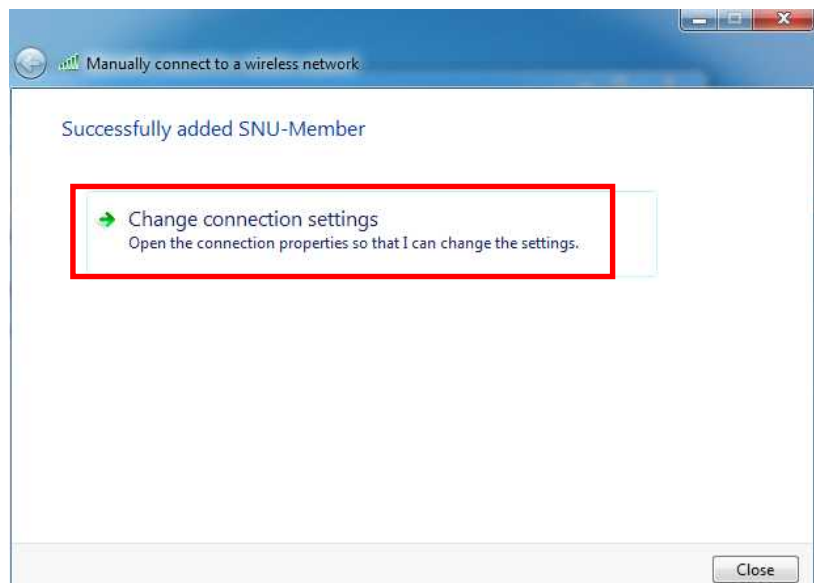 Manually connect to a wireless network
Successfully added SNU-Member
Change connection settings
Open the connection properties so that I can change the settings.
Close